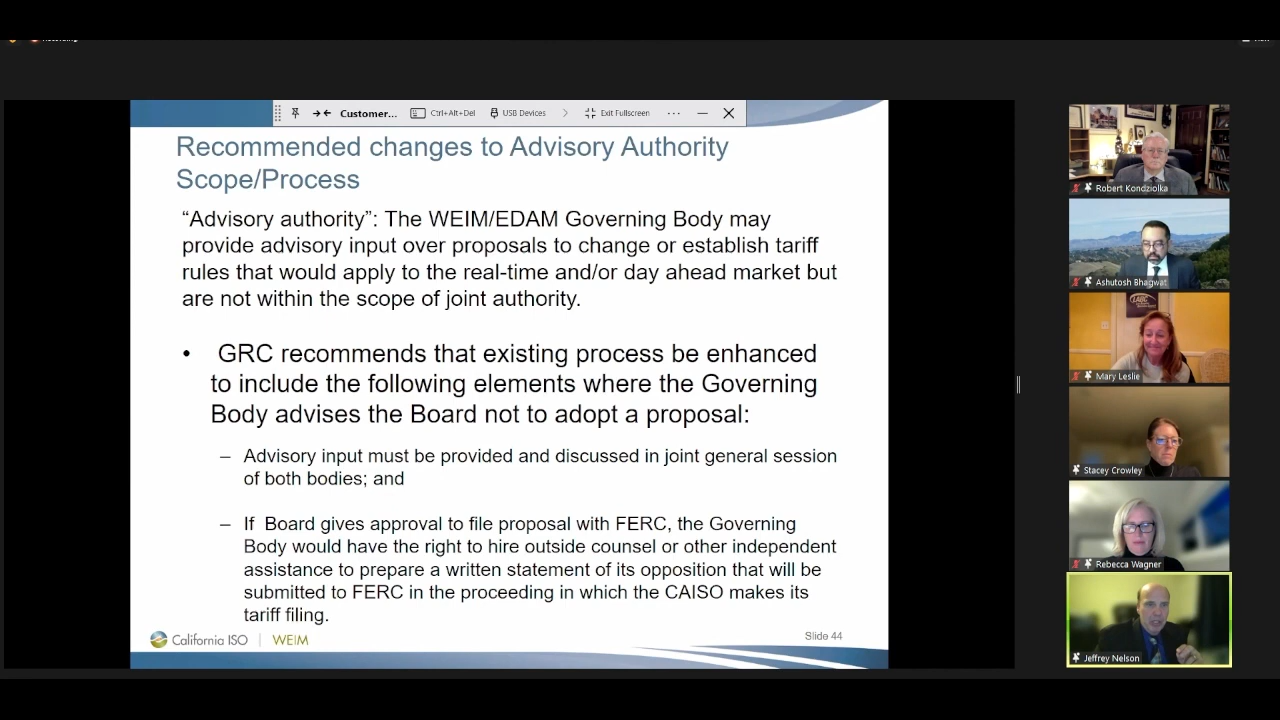 Customer...
Ctrl+Alt+Del
USB Devices
Exit Fullscreen
Recommended changes to Advisory Authority
Scope/Process
“Advisory authority”: The WEIM/EDAM Governing Body may
provide advisory input over proposals to change or establish tariff
rules that would apply to the real-time and/or day ahead market but
are not within the scope of joint authority.
• GRC recommends that existing process be enhanced
to include the following elements where the Governing
Body advises the Board not to adopt a proposal:
– Advisory input must be provided and discussed in joint general session
of both bodies; and
– If Board gives approval to file proposal with FERC, the Governing
Body would have the right to hire outside counsel or other independent
assistance to prepare a written statement of its opposition that will be
submitted to FERC in the proceeding in which the CAISO makes its
tariff filing.
California ISO | WEIM
Slide 44
Robert Kondziolka
Ashutosh Bhagwat
Mary Leslie
Stacey Crowley
Rebecca Wagner
Jeffrey Nelson